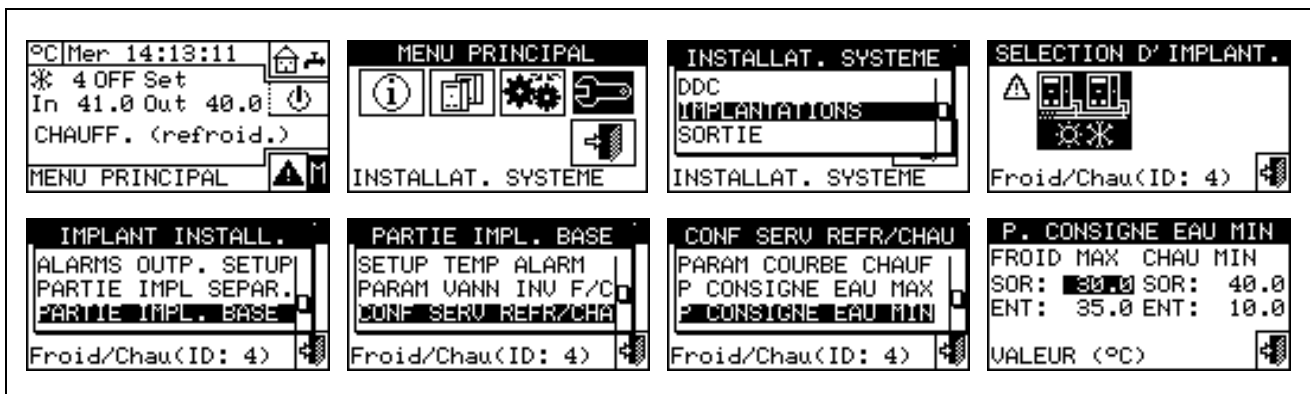 °C Mer 14:13:11
4 OFF Set
In 41.0 Out 40.0
CHAUFF. (refroid.)
MENU PRINCIPAL M
MENU PRINCIPAL
INSTALLAT. SYSTEME
INSTALLAT. SYSTEME
DDC
IMPLANTATIONS
SORTIE
INSTALLAT. SYSTEME
SELECTION D'IMPLANT.
Froid/Chau(ID: 4)
IMPLANT INSTALL.
ALARMS OUTP. SETUP
PARTIE IMPL SEPAR.
PARTIE IMPL. BASE
Froid/Chau(ID: 4)
PARTIE IMPL. BASE
SETUP TEMP ALARM
PARAM VANN INV F/C
CONF SERV REFR/CHA
Froid/Chau(ID: 4)
CONF SERV REFR/CHAU
PARAM COURBE CHAUF
P CONSIGNE EAU MAX
P CONSIGNE EAU MIN
Froid/Chau(ID: 4)
P. CONSIGNE EAU MIN
FROID MAX CHAU MIN
SOR: 30.0 SOR: 40.0
ENT: 35.0 ENT: 10.0
VALEUR (°C)